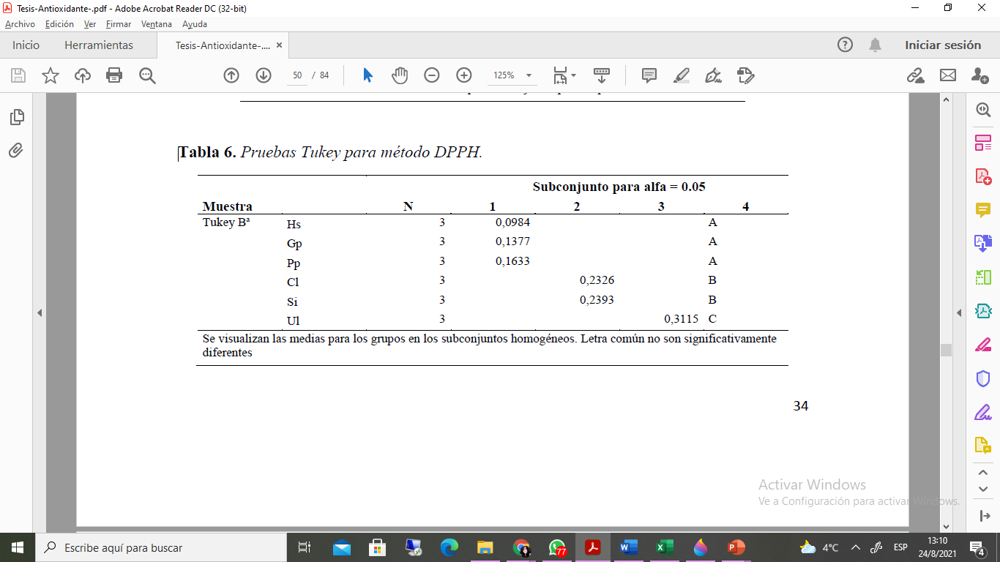 Tesis-Antioxidante-.pdf - Adobe Acrobat Reader DC (32-bit)
Archivo Edición Ver Firmar Ventana Ayuda
Inicio Herramientas Tesis-Antioxidante-.... × Iniciar sesión
50 / 84 125%
Tabla 6. Pruebas Tukey para método DPPH.
Subconjunto para alfa = 0.05
Muestra N 1 2 3 4
Tukey Bª Hs 3 0,0984 A
Gp 3 0,1377 A
Pp 3 0,1633 A
Cl 3 0,2326 B
Si 3 0,2393 B
Ul 3 0,3115 C
Se visualizan las medias para los grupos en los subconjuntos homogéneos. Letra común no son significativamente
diferentes
34
Activar Windows
Ve a Configuración para activar Windows.
Escribe aquí para buscar 77 4°C ESP 13:10
24/8/2021 4